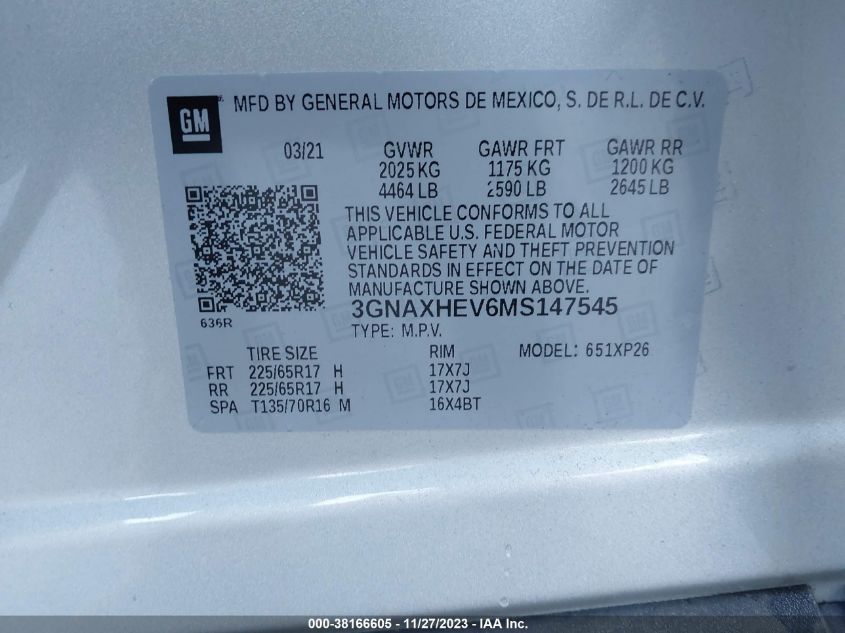 GM
MFD BY GENERAL MOTORS DE MEXICO, S. DE R.L. DE C.V.
03/21 GVWR GAWR FRT GAWR RR
2025 KG 1175 KG 1200 KG
4464 LB 2590 LB 2645 LB
THIS VEHICLE CONFORMS TO ALL
APPLICABLE U.S. FEDERAL MOTOR
VEHICLE SAFETY AND THEFT PREVENTION
STANDARDS IN EFFECT ON THE DATE OF
MANUFACTURE SHOWN ABOVE.
3GNAXHEV6MS147545
636R
TYPE: M.P.V.
TIRE SIZE RIM MODEL: 651XP26
FRT 225/65R17 H 17X7J
RR 225/65R17 H 17X7J
SPA T135/70R16 M 16X4BT
000-38166605 - 11/27/2023 - IAA Inc.